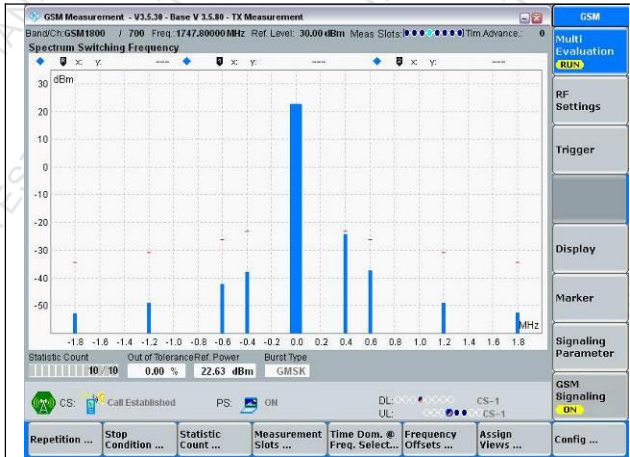 GSM Measurement - V3.5.30 - Base V 3.5.80 - TX Measurement
GSM
Band/Ch:GSM1800 / 700 Freq.:1747.80000 MHz Ref. Level: 30.00 dBm Meas Slots: Tim.Advance.: 0
Spectrum Switching Frequency
x: y: --- x: y: --- x: y: ---
dBm
30
20
10
0
-10
-20
-30
-40
-50
MHz
-1.8 -1.6 -1.4 -1.2 -1.0 -0.8 -0.6 -0.4 -0.2 0.0 0.2 0.4 0.6 0.8 1.0 1.2 1.4 1.6 1.8
Statistic Count Out of Tolerance Ref. Power Burst Type
10 / 10 0.00 % 22.63 dBm GMSK
CS: Call Established PS: ON DL: CS-1
UL: CS-1
Multi Evaluation
RUN
RF Settings
Trigger
Display
Marker
Signaling Parameter
GSM Signaling
ON
Repetition ... Stop Condition ... Statistic Count ... Measurement Slots ... Time Dom. @ Freq. Select... Frequency Offsets ... Assign Views ... Config ...